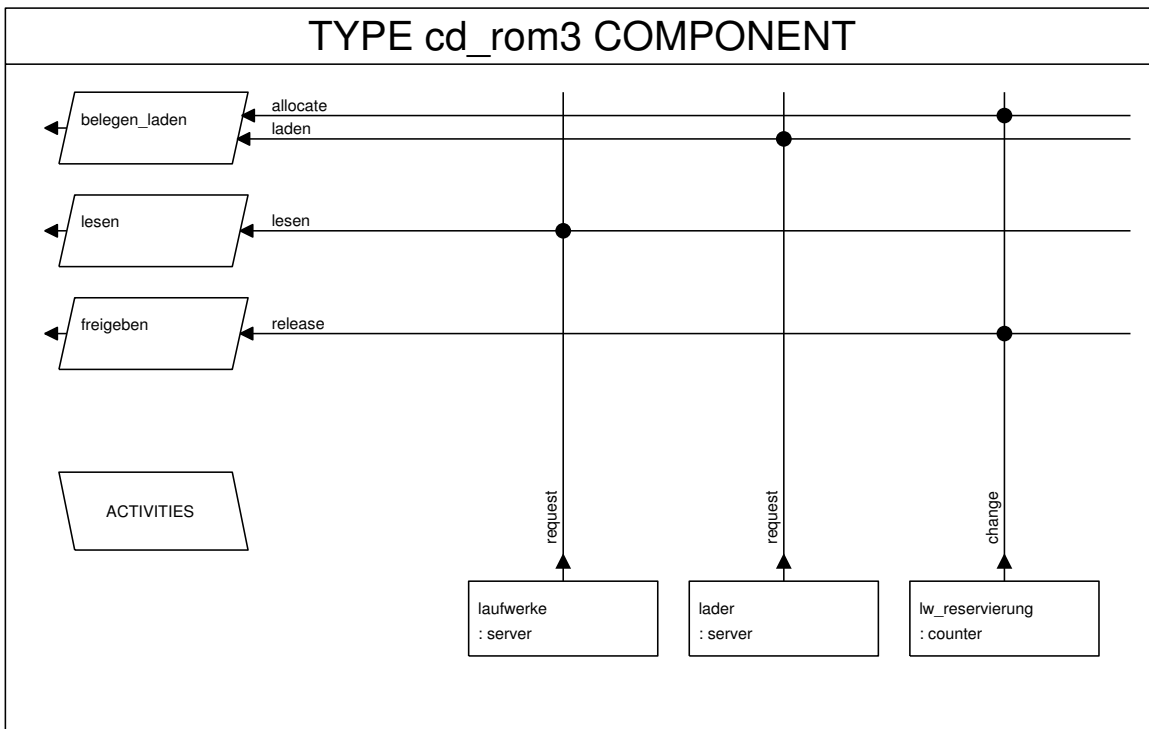 TYPE cd_rom3 COMPONENT
belegen_laden
allocate
laden
lesen
lesen
freigeben
release
ACTIVITIES
request
request
change
laufwerke
: server
lader
: server
lw_reservierung
: counter